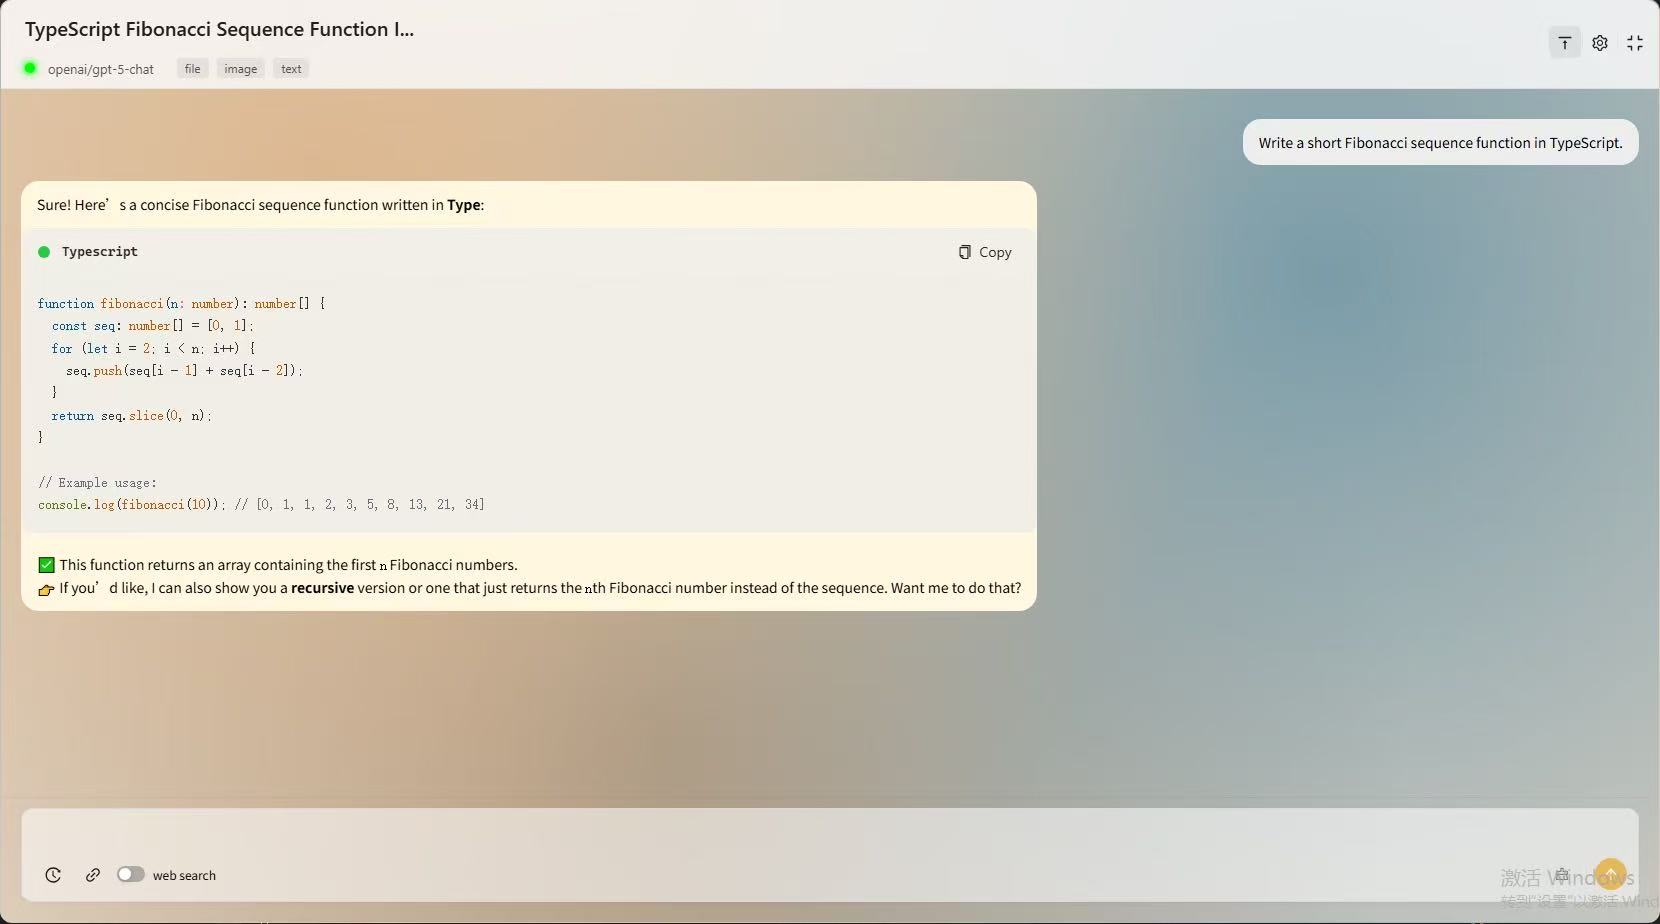 TypeScript Fibonacci Sequence Function I...
openai/gpt-5-chat file image text
Write a short Fibonacci sequence function in TypeScript.
Sure! Here’s a concise Fibonacci sequence function written in Type:
Typescript Copy
function fibonacci(n: number): number[] {
  const seq: number[] = [0, 1];
  for (let i = 2; i < n; i++) {
    seq.push(seq[i - 1] + seq[i - 2]);
  }
  return seq.slice(0, n);
}
// Example usage:
console.log(fibonacci(10)); // [0, 1, 1, 2, 3, 5, 8, 13, 21, 34]
✅ This function returns an array containing the first n Fibonacci numbers.
👉 If you’d like, I can also show you a recursive version or one that just returns the nth Fibonacci number instead of the sequence. Want me to do that?
web search
激活 Windows
转到"设置"以激活 Wind